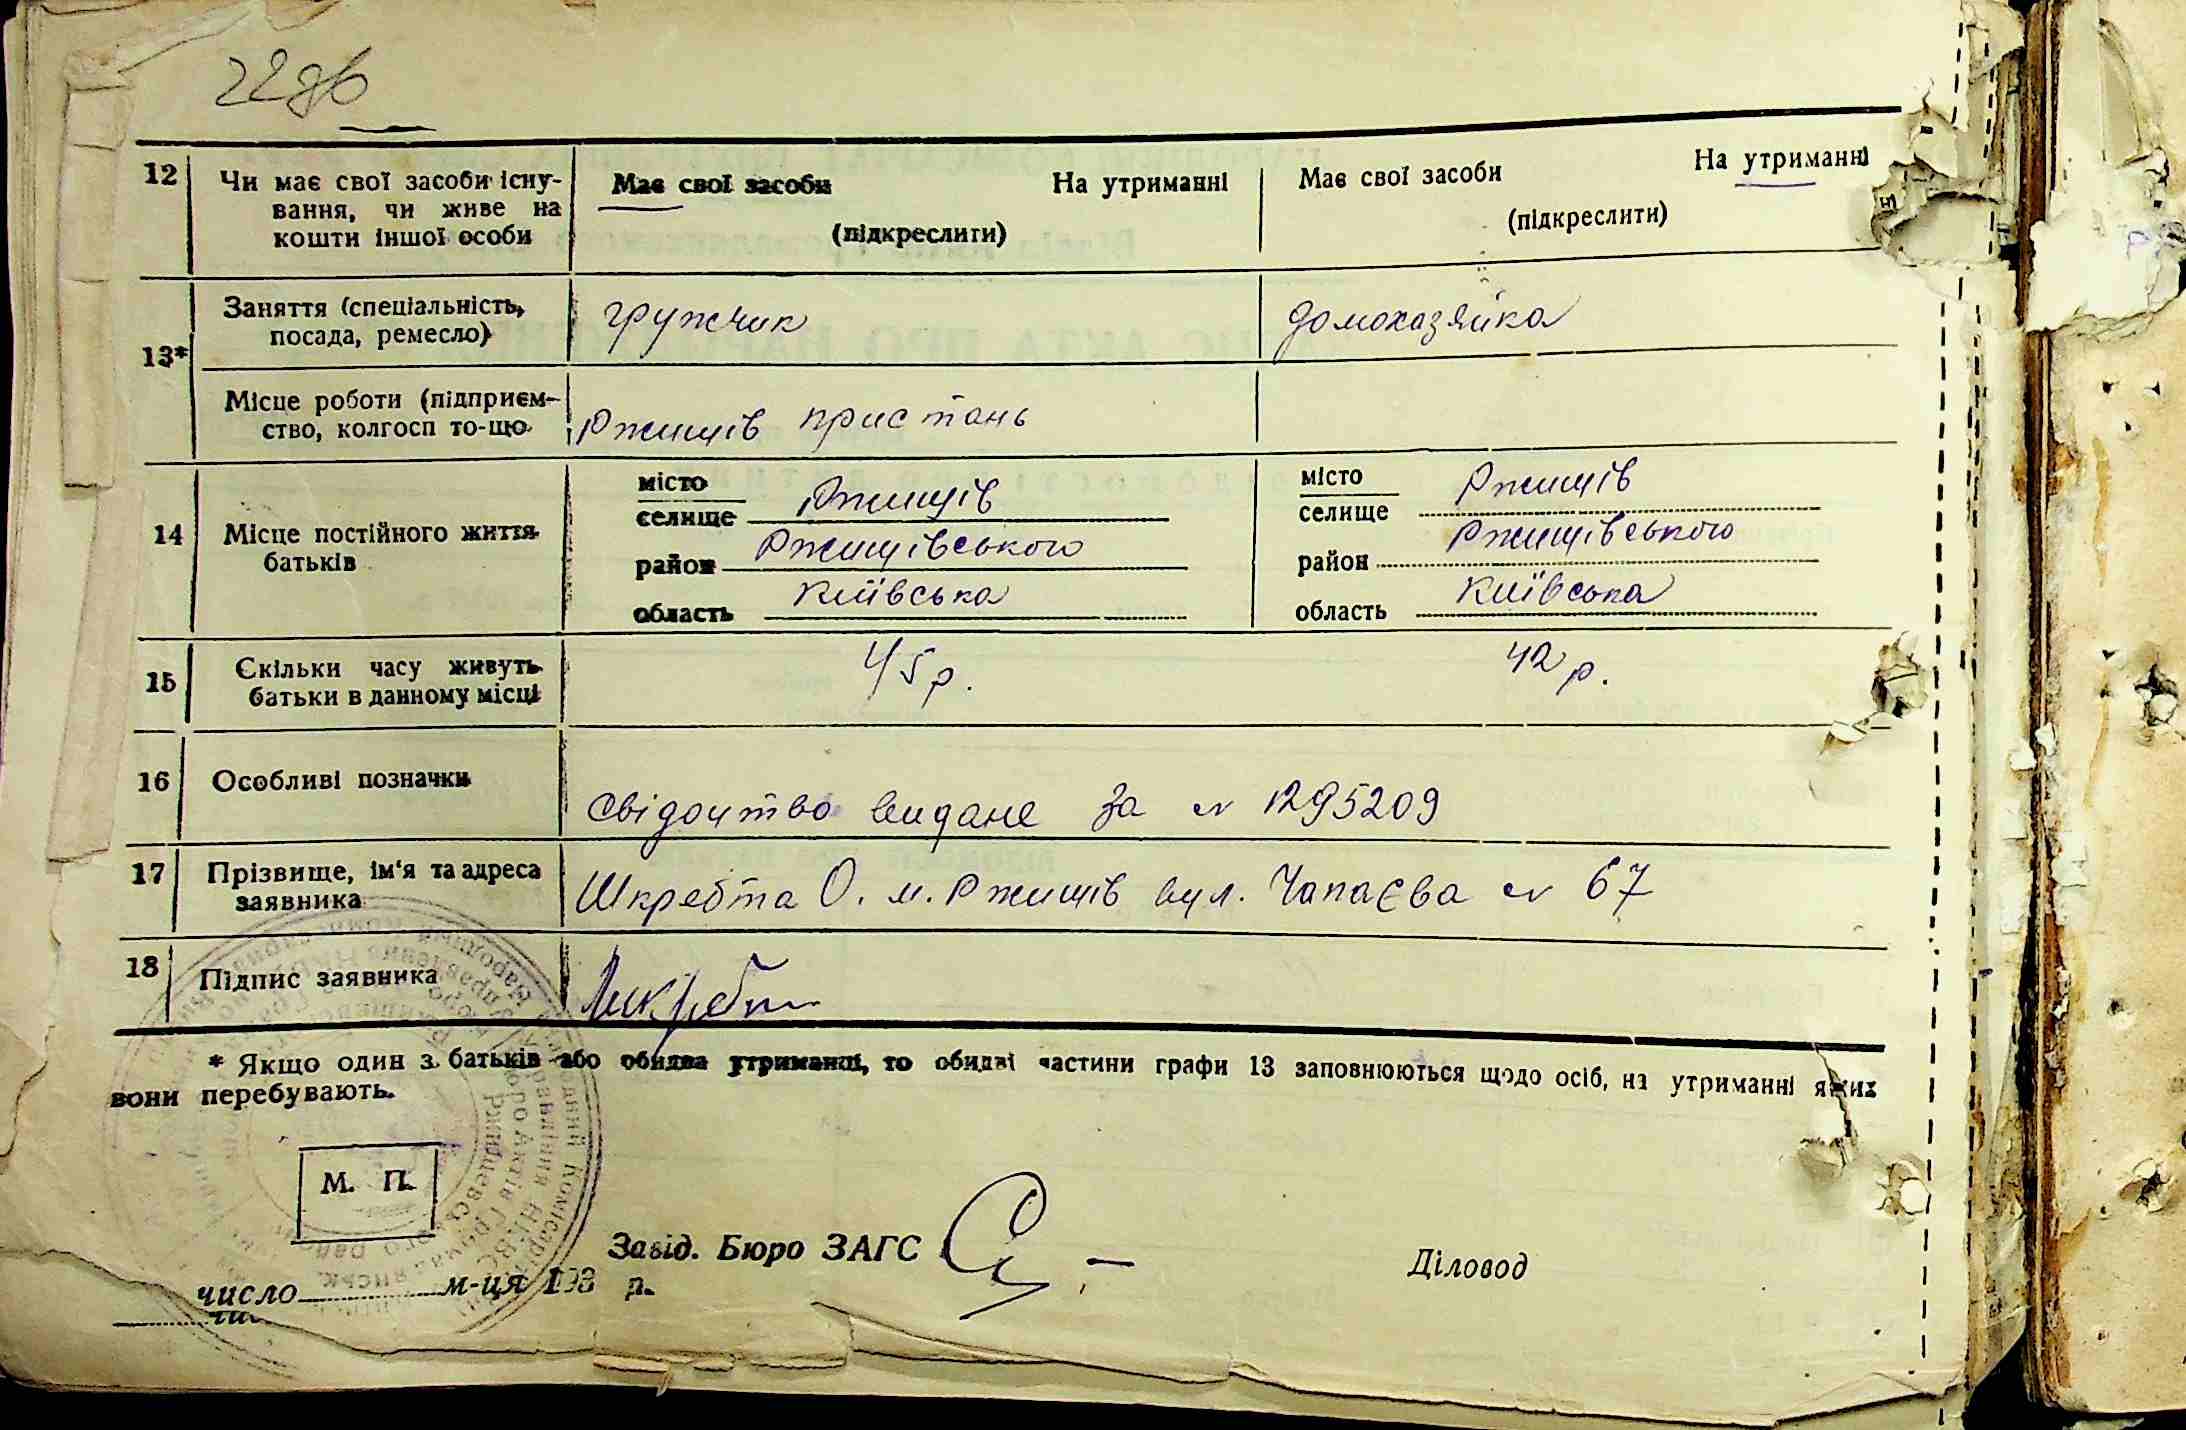 22зв
12 Чи має свої засоби існу- Має свої засоби На утриманні Має свої засоби На утриманні
вання, чи живе на (підкреслити) (підкреслити)
кошти іншої особи
13* Заняття (спеціальність, грузчик домохазяйка
посада, ремесло)
Місце роботи (підприєм- Ржищів пристань
ство, колгосп то-що
14 Місце постійного життя батьків
місто Ржищів місто Ржищів
селище селище
район Ржищівського район Ржищівського
область Київська область Київська
15 Скільки часу живуть 45 р. 42 р.
батьки в данному місці
16 Особливі позначки
свідоцтво видане за № 1295209
17 Прізвище, ім'я та адреса
заявника Шкребта О. м. Ржищів вул. Чапаєва № 67
18 Підпис заявника Шкребт
* Якщо один з батьків або обидва утриманці, то обидві частини графи 13 заповнюються щодо осіб, на утриманні яких
вони перебувають.
М. П.
Завід. Бюро ЗАГС
Діловод
число м-ця 193 р.